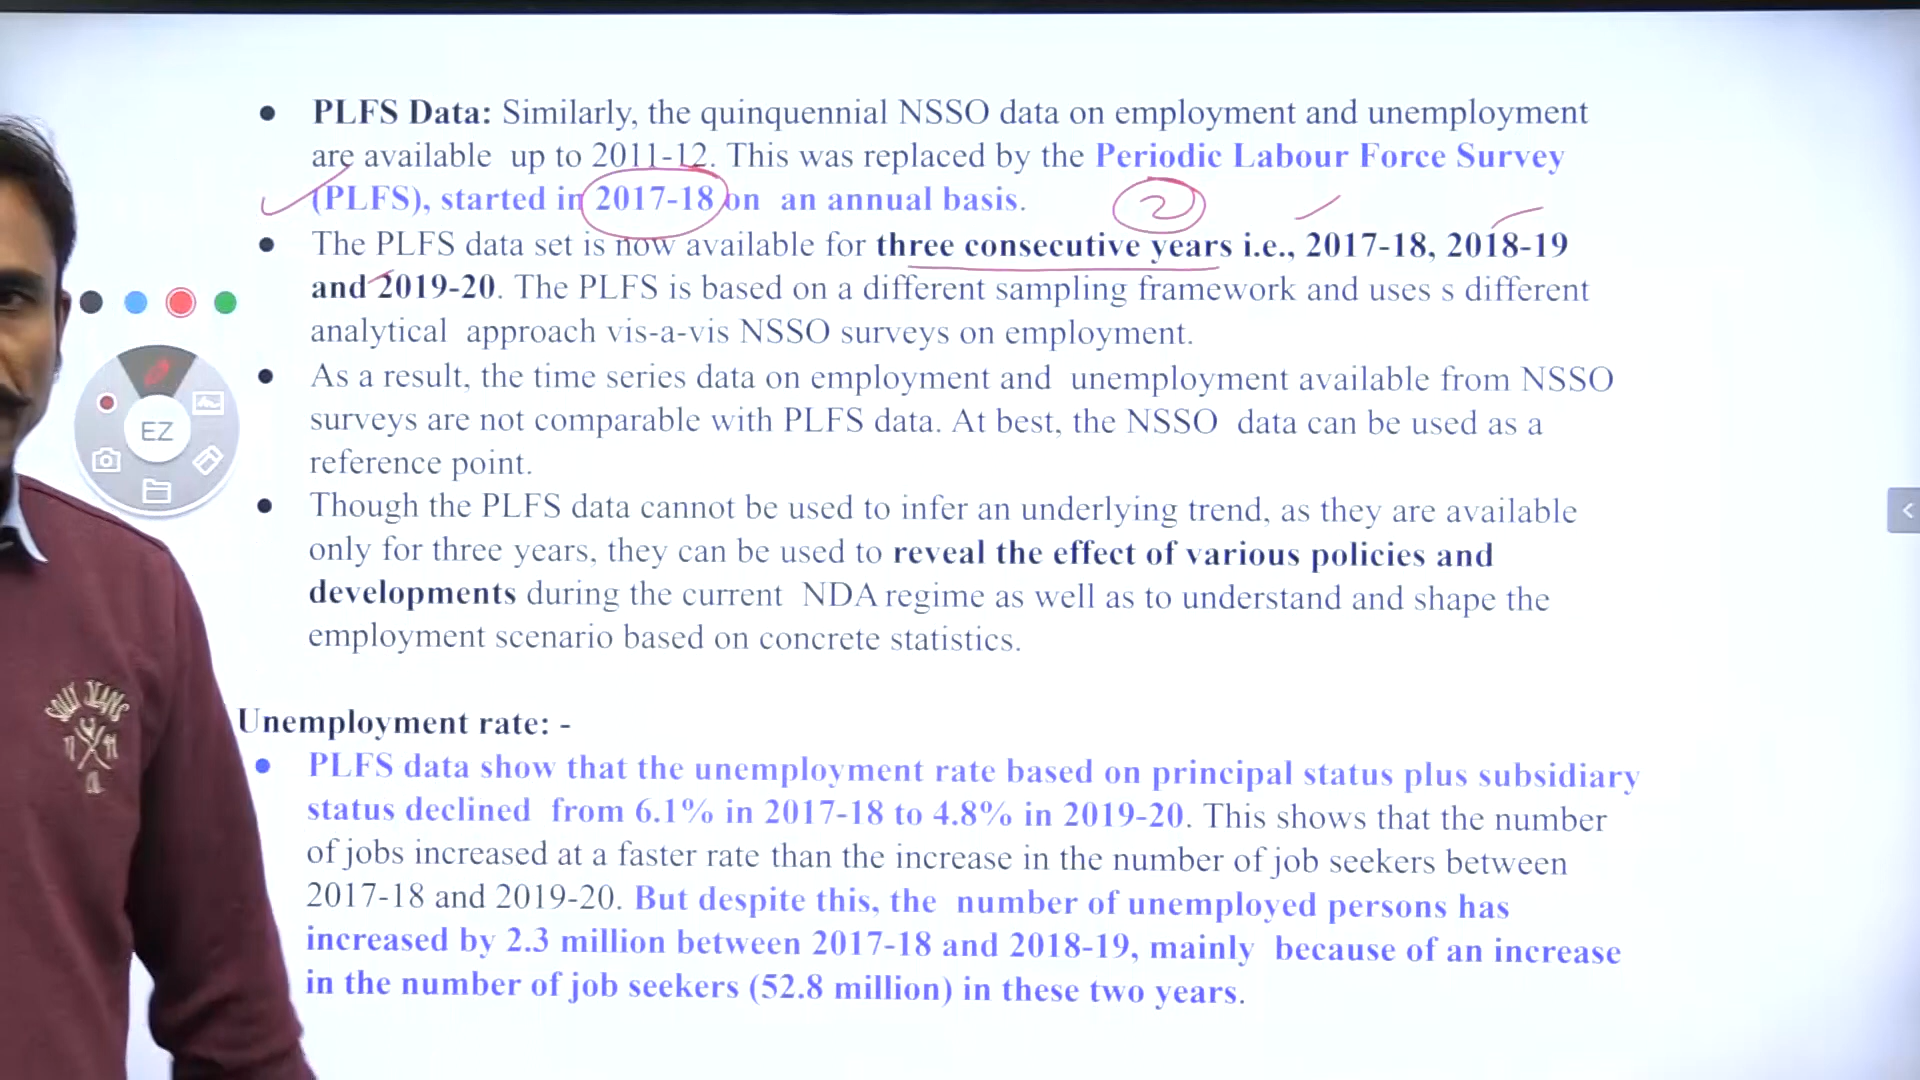 PLFS Data: Similarly, the quinquennial NSSO data on employment and unemployment
are available up to 2011-12. This was replaced by the Periodic Labour Force Survey
(PLFS), started in 2017-18 on an annual basis.
2
The PLFS data set is now available for three consecutive years i.e., 2017-18, 2018-19
and 2019-20. The PLFS is based on a different sampling framework and uses s different
analytical approach vis-a-vis NSSO surveys on employment.
As a result, the time series data on employment and unemployment available from NSSO
surveys are not comparable with PLFS data. At best, the NSSO data can be used as a
reference point.
EZ
Though the PLFS data cannot be used to infer an underlying trend, as they are available
only for three years, they can be used to reveal the effect of various policies and
developments during the current NDA regime as well as to understand and shape the
employment scenario based on concrete statistics.
Unemployment rate: -
PLFS data show that the unemployment rate based on principal status plus subsidiary
status declined from 6.1% in 2017-18 to 4.8% in 2019-20. This shows that the number
of jobs increased at a faster rate than the increase in the number of job seekers between
2017-18 and 2019-20. But despite this, the number of unemployed persons has
increased by 2.3 million between 2017-18 and 2018-19, mainly because of an increase
in the number of job seekers (52.8 million) in these two years.